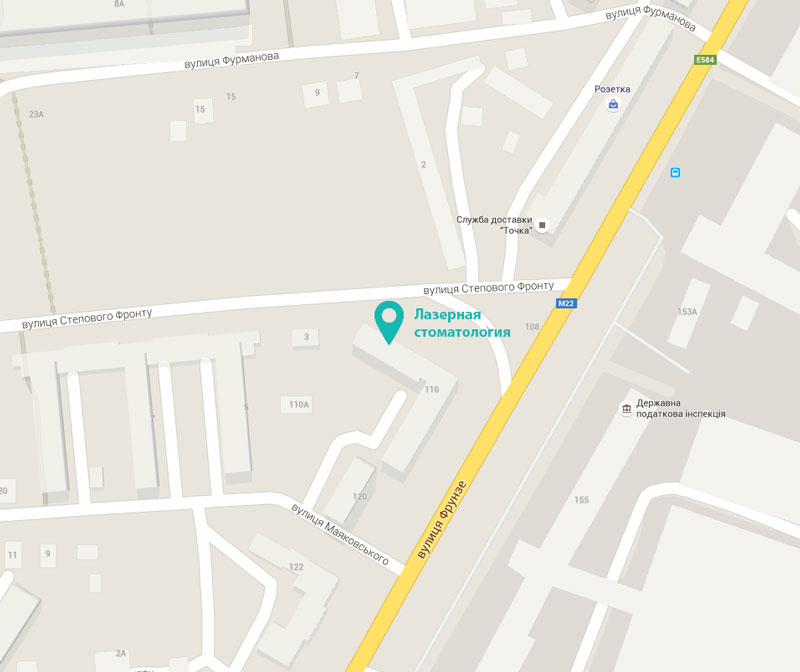 8А
вулиця Фурманова
E584
вулиця Фурманова
7
9
15
15
23А
Розетка
2
Служба доставки
"Точка"
вулиця Степового Фронту
M22
вулиця Степового Фронту
Лазерная
стоматология
108
153А
3
110
110А
7
5
Державна
податкова інспекція
20
120
155
вулиця Фрунзе
вулиця Маяковського
11
9
122
2А